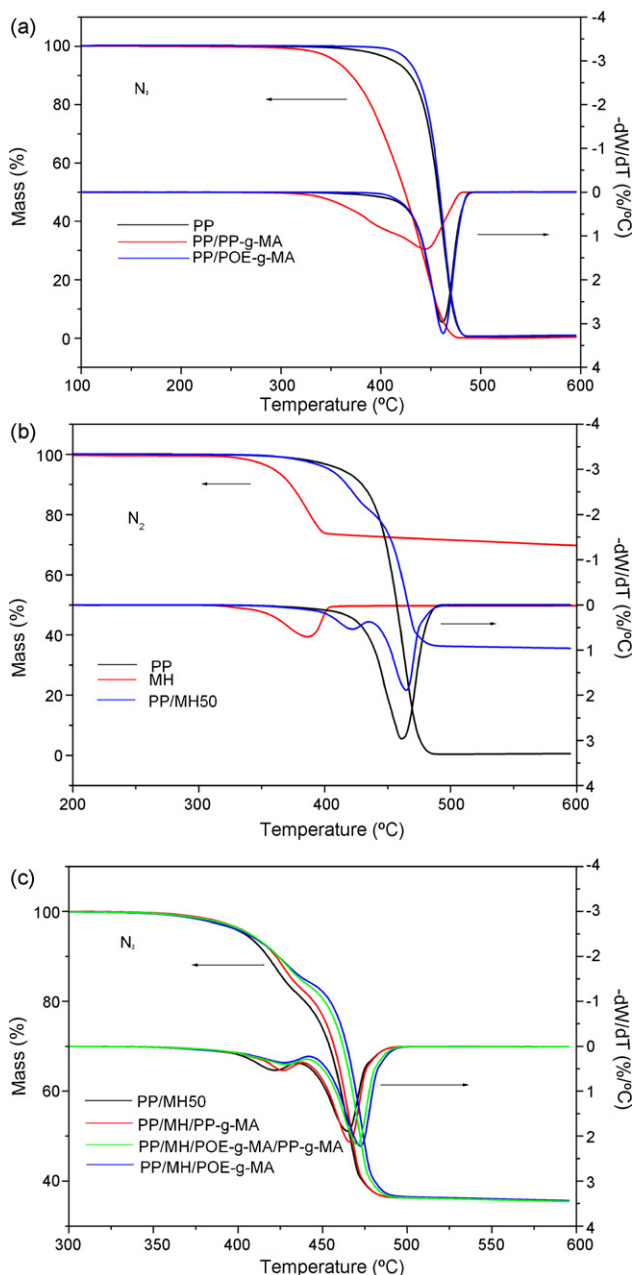 (a)
-4
100
-3
N₂
80
-2
60
-1
Mass (%)
-dW/dT (%/ºC)
0
40
PP
PP/PP-g-MA
PP/POE-g-MA
1
20
2
3
0
4
100 200 300 400 500 600
Temperature (ºC)
(b)
-4
100
-3
80
N₂
-2
60
-1
Mass (%)
-dW/dT (%/ºC)
0
40
PP
MH
PP/MH50
1
20
2
3
0
4
200 300 400 500 600
Temperature (ºC)
(c)
-4
100
-3
N₂
-2
80
-1
Mass (%)
-dW/dT (%/ºC)
0
60
PP/MH50
PP/MH/PP-g-MA
PP/MH/POE-g-MA/PP-g-MA
PP/MH/POE-g-MA
1
2
40
3
4
300 350 400 450 500 550 600
Temperature (ºC)